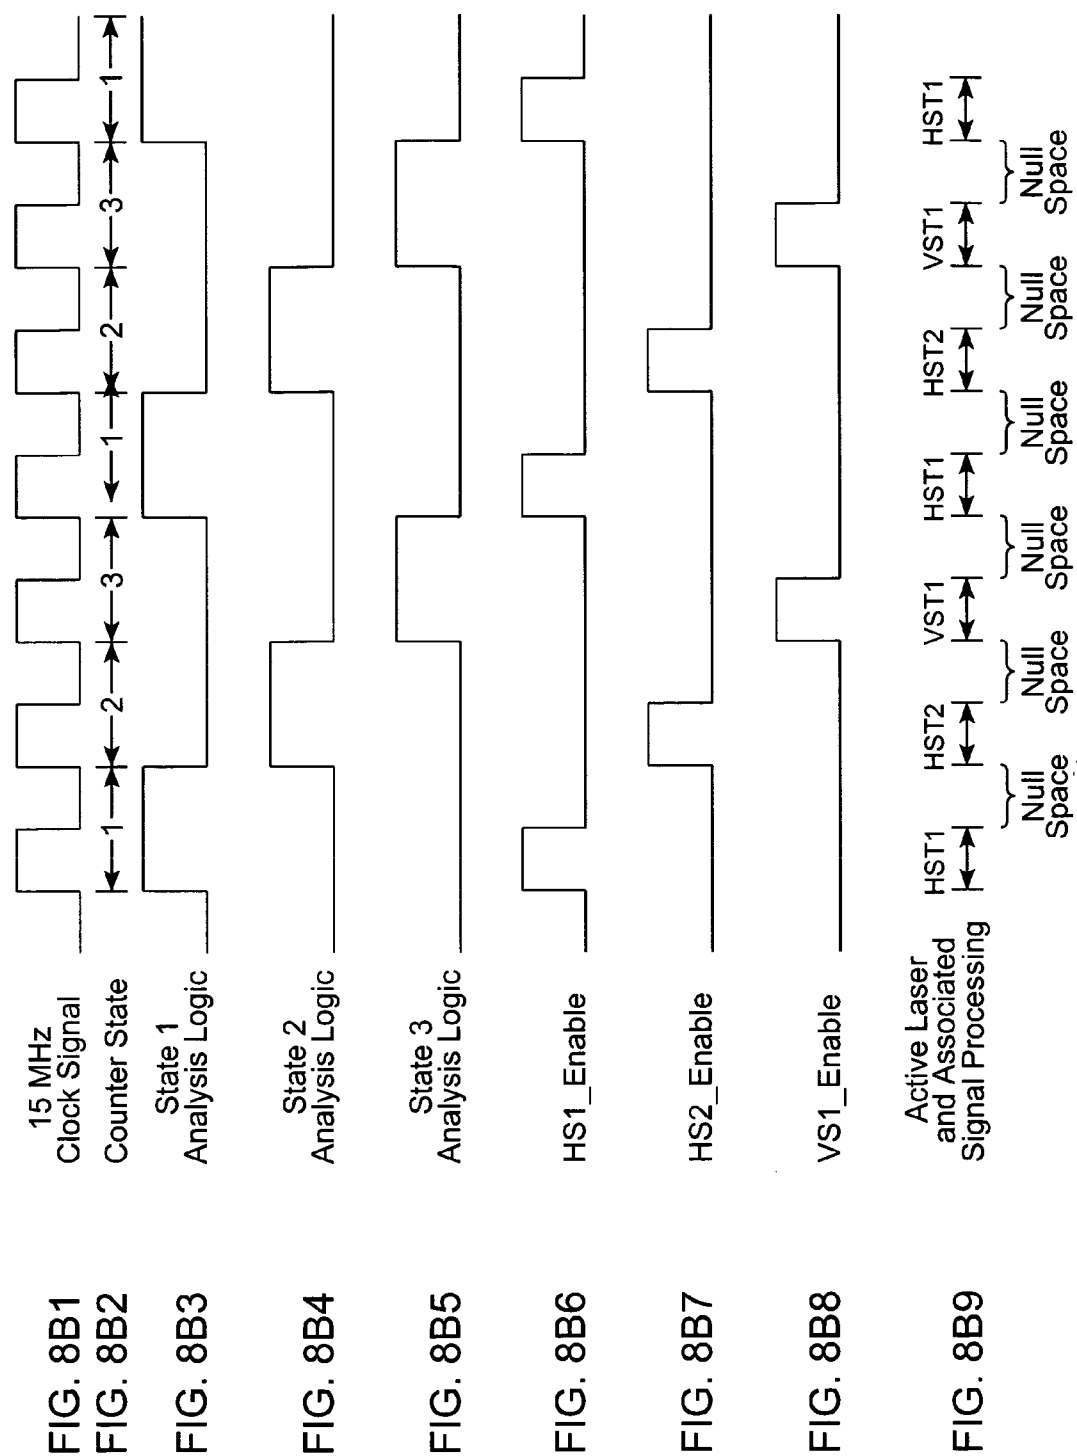 FIG. 8B1
15 MHz
Clock Signal
FIG. 8B2
Counter State
1 2 3 1 2 3 1
FIG. 8B3
State 1
Analysis Logic
FIG. 8B4
State 2
Analysis Logic
FIG. 8B5
State 3
Analysis Logic
FIG. 8B6
HS1_Enable
FIG. 8B7
HS2_Enable
FIG. 8B8
VS1_Enable
FIG. 8B9
Active Laser
and Associated
Signal Processing
HST1 HST2 VST1 HST1 HST2 VST1 HST1
Null Null Null Null Null Null
Space Space Space Space Space Space